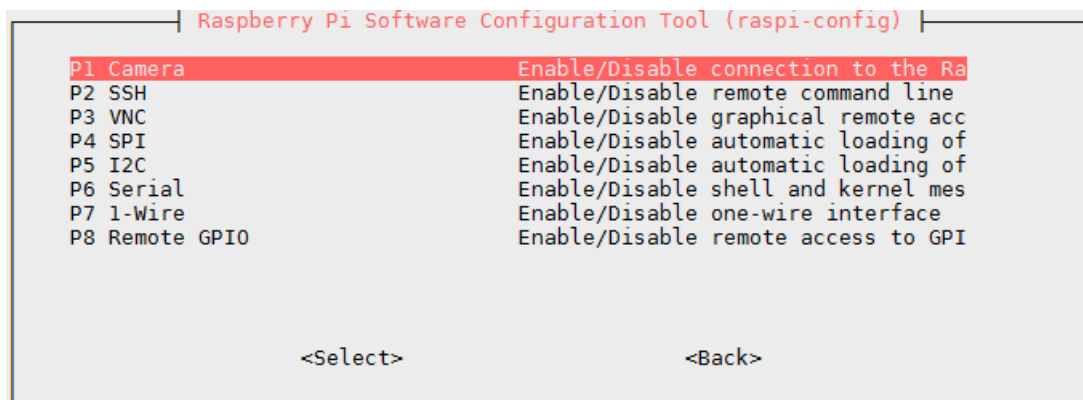 Raspberry Pi Software Configuration Tool (raspi-config)
P1 Camera Enable/Disable connection to the Ra
P2 SSH Enable/Disable remote command line
P3 VNC Enable/Disable graphical remote acc
P4 SPI Enable/Disable automatic loading of
P5 I2C Enable/Disable automatic loading of
P6 Serial Enable/Disable shell and kernel mes
P7 1-Wire Enable/Disable one-wire interface
P8 Remote GPIO Enable/Disable remote access to GPI
<Select> <Back>